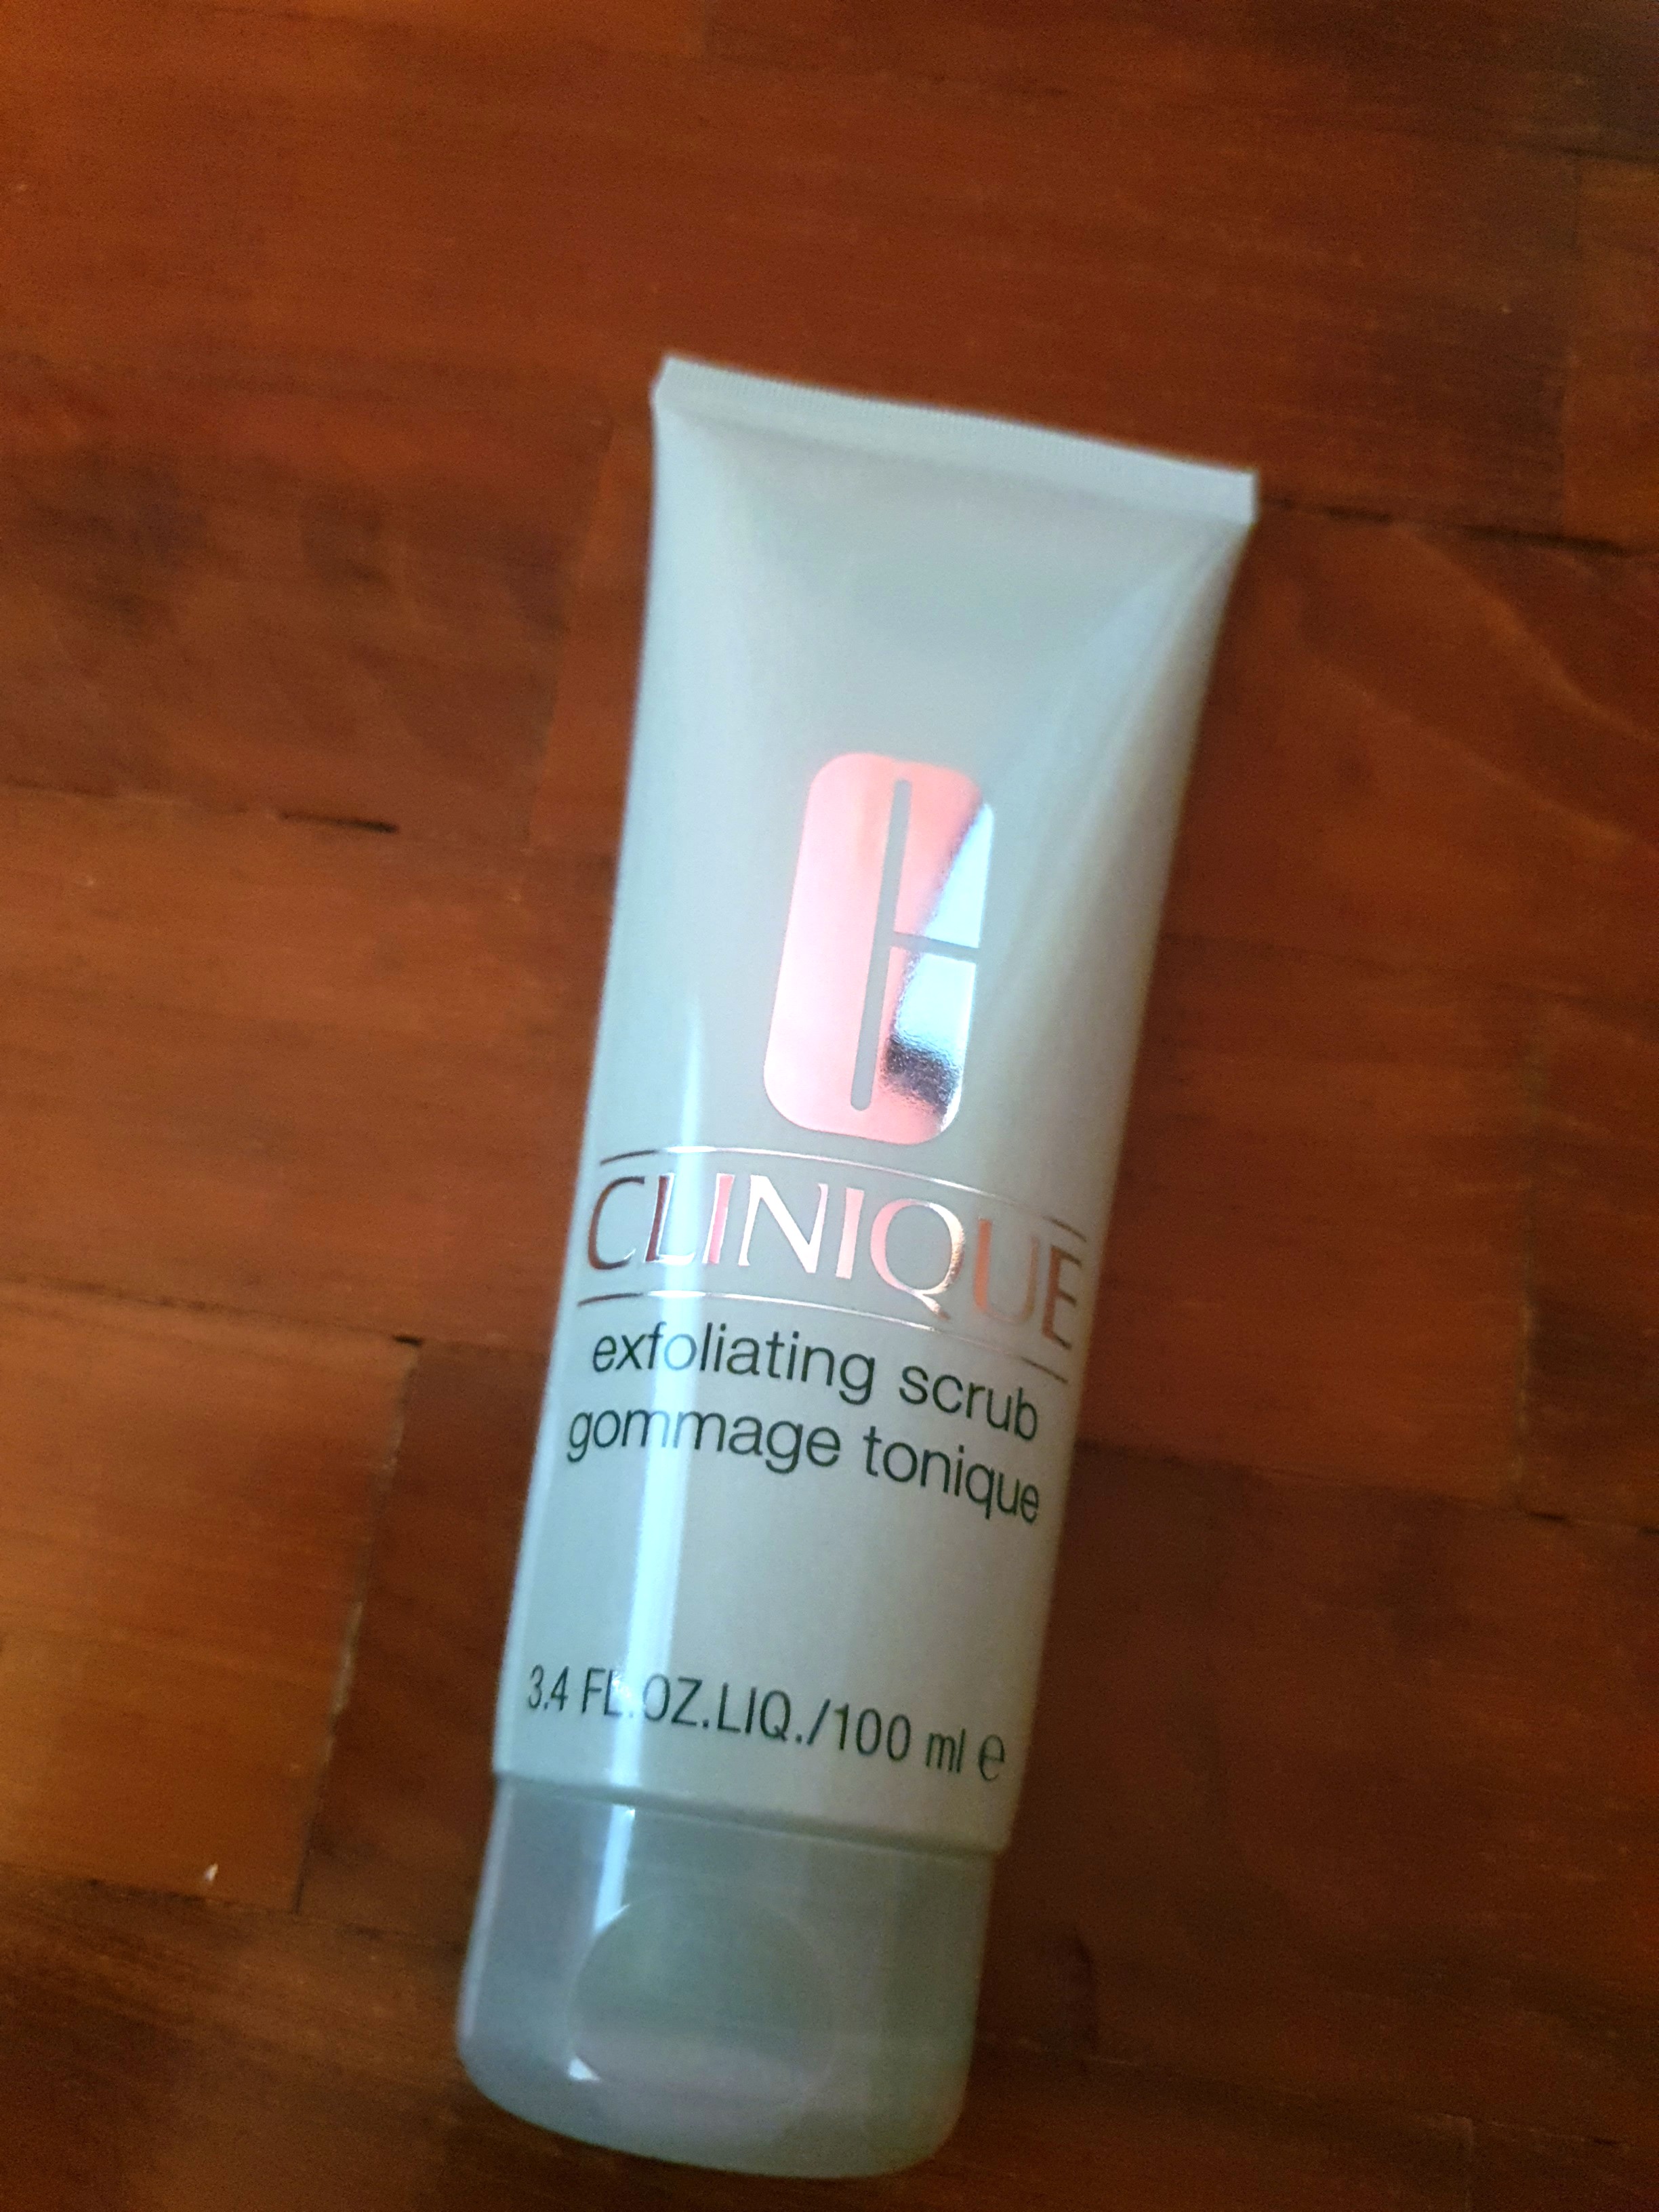 CLINIQUE
exfoliating scrub
gommage tonique
3.4 FL.OZ.LIQ./100 ml e